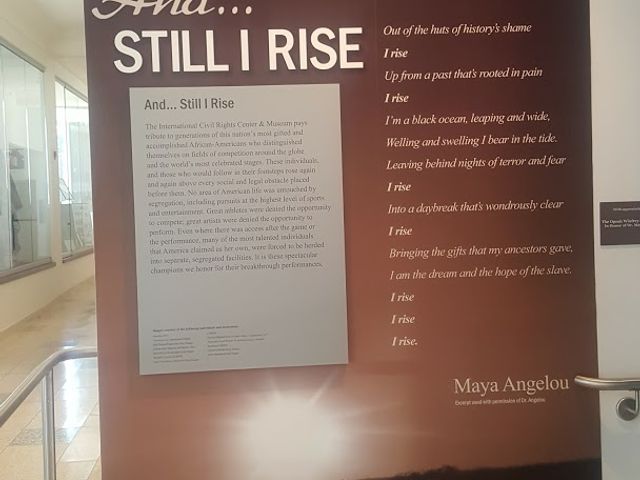 And...
STILL I RISE
And... Still I Rise
The International Civil Rights Center & Museum pays
tribute to generations of this nation's most gifted and
accomplished African-Americans who distinguished
themselves on fields of competition around the globe
and the world's most celebrated stages. These individuals,
and those who would follow in their footsteps rose again
and again above every social and legal obstacle placed
before them. No area of American life was untouched by
segregation, including pursuits at the highest level of sports
and entertainment. Great athletes were denied the opportunity
to compete; great artists were denied the opportunity to
perform. Even where there was access after the game or
the performance, many of the most talented individuals
that America claimed as her own, were forced to be herded
into separate, segregated facilities. It is these spectacular
champions we honor for their breakthrough performances.
Out of the huts of history's shame
I rise
Up from a past that's rooted in pain
I rise
I'm a black ocean, leaping and wide,
Welling and swelling I bear in the tide.
Leaving behind nights of terror and fear
I rise
Into a daybreak that's wondrously clear
I rise
Bringing the gifts that my ancestors gave,
I am the dream and the hope of the slave.
I rise
I rise
I rise.
Maya Angelou
Excerpt used with permission of Dr. Angelou